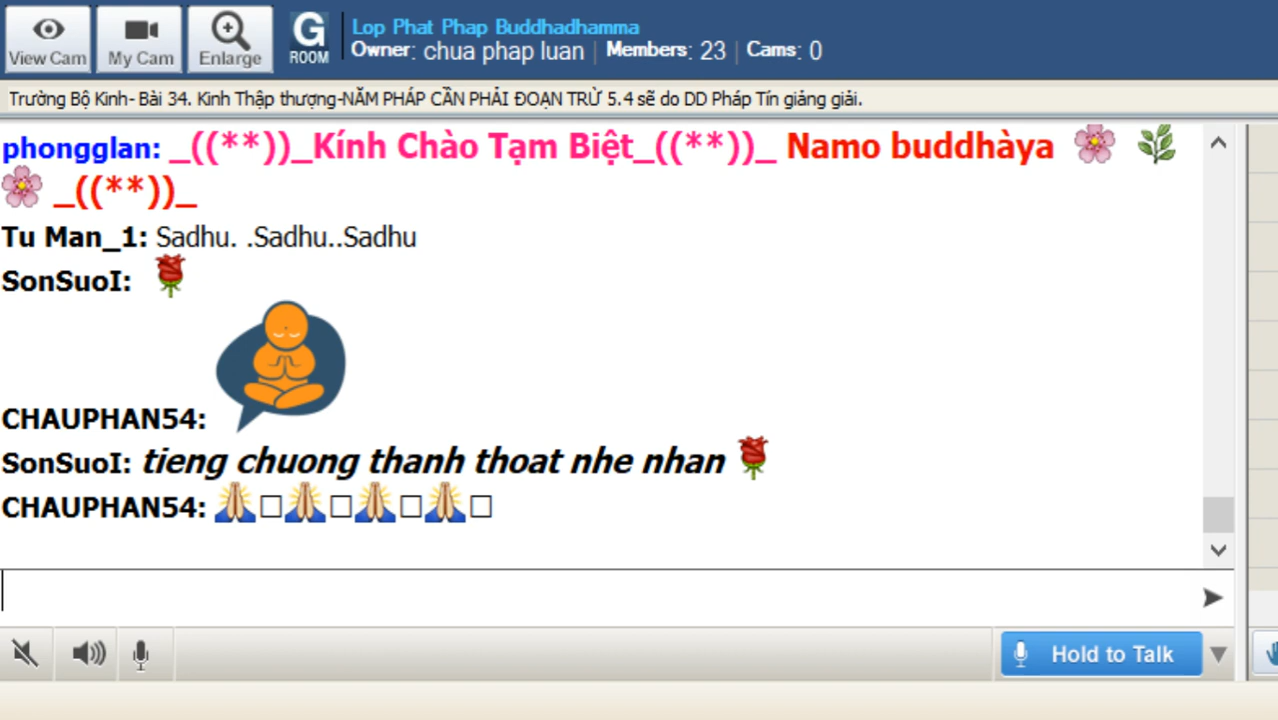 View Cam
My Cam
Enlarge
G
ROOM
Lop Phat Phap Buddhadhamma
Owner: chua phap luan | Members: 23 | Cams: 0
Trường Bộ Kinh- Bài 34. Kinh Thập thượng-NĂM PHÁP CẦN PHẢI ĐOẠN TRỪ 5.4 sẽ do DD Pháp Tín giảng giải.
phongglan: _((**))_Kính Chào Tạm Biệt_((**))_ Namo buddhàya 🌸 🌿
🌸 _((**))_
Tu Man_1: Sadhu. .Sadhu..Sadhu
SonSuoI: 🌹
CHAUPHAN54:
SonSuoI: tieng chuong thanh thoat nhe nhan 🌹
CHAUPHAN54: 🙏□🙏□🙏□🙏□
Hold to Talk